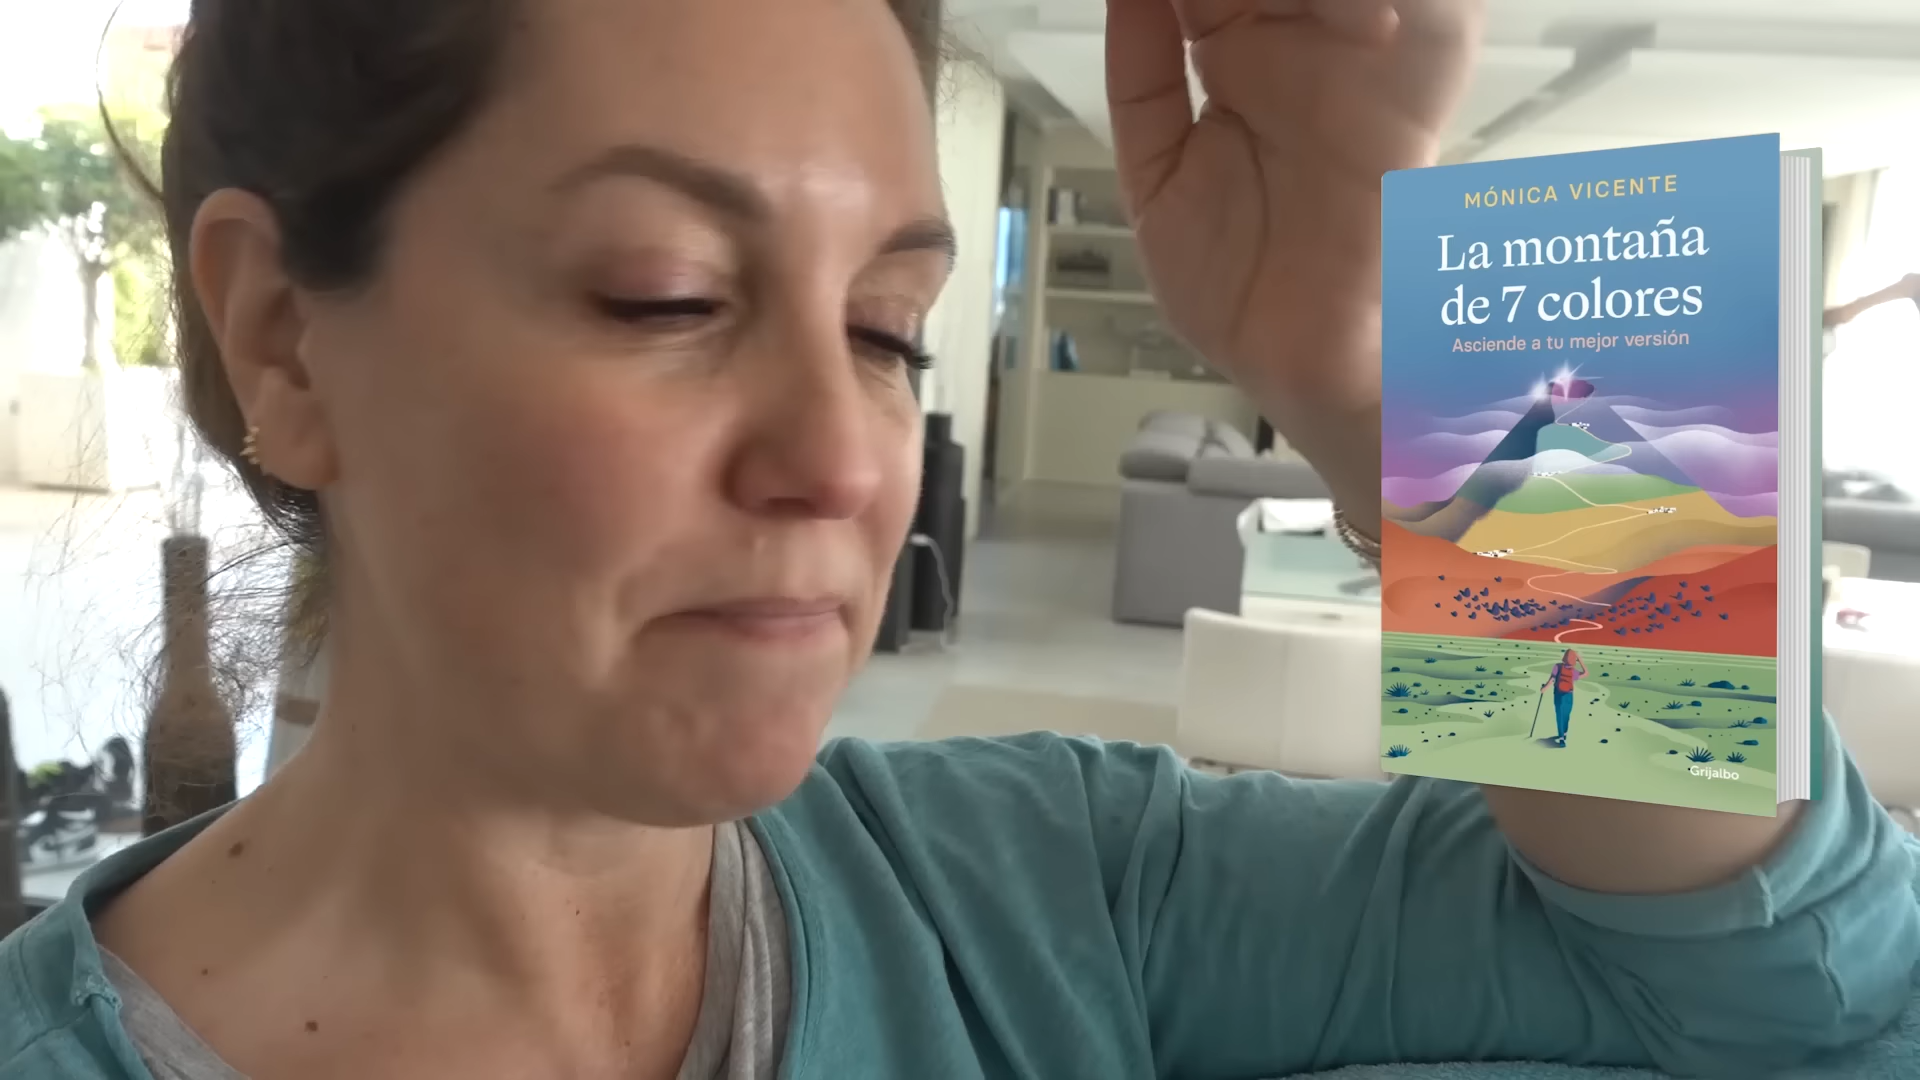 MÓNICA VICENTE
La montaña
de 7 colores
Asciende a tu mejor versión
Grijalbo